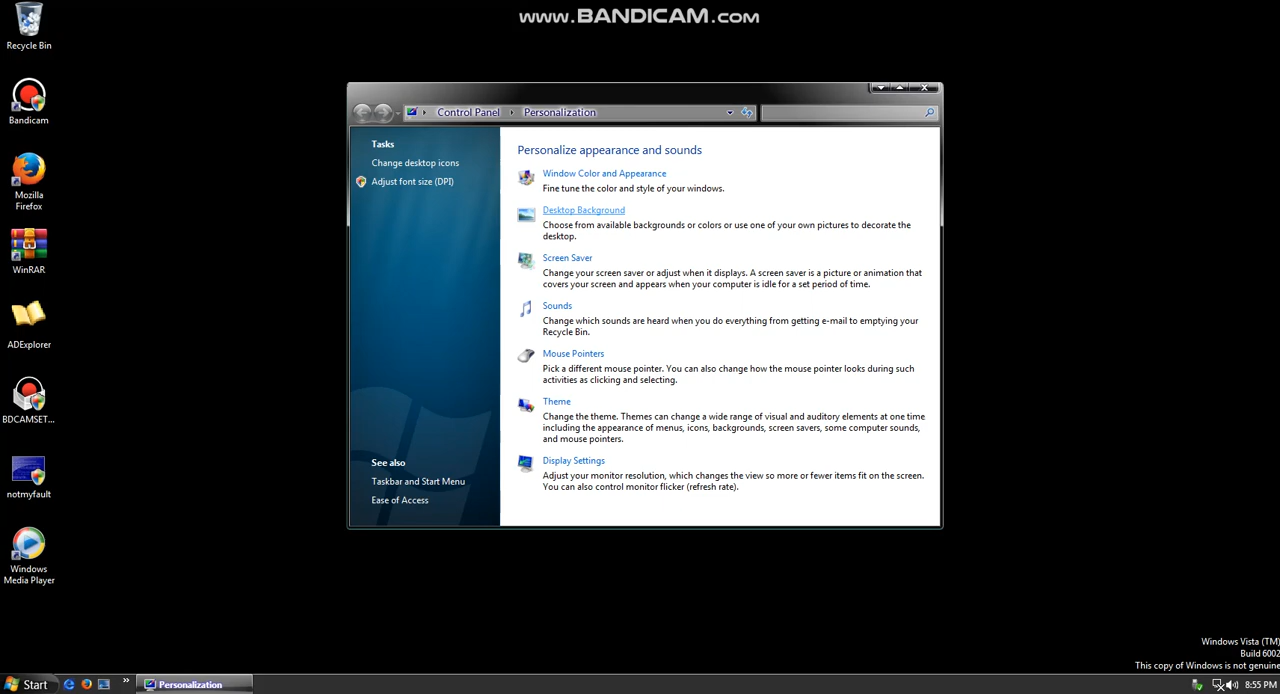 www.BANDICAM.com
Recycle Bin
Bandicam
Mozilla
Firefox
WinRAR
ADExplorer
BDCAMSET...
notmyfault
Windows
Media Player
Control Panel
Personalization
Tasks
Change desktop icons
Adjust font size (DPI)
See also
Taskbar and Start Menu
Ease of Access
Personalize appearance and sounds
Window Color and Appearance
Fine tune the color and style of your windows.
Desktop Background
Choose from available backgrounds or colors or use one of your own pictures to decorate the
desktop.
Screen Saver
Change your screen saver or adjust when it displays. A screen saver is a picture or animation that
covers your screen and appears when your computer is idle for a set period of time.
Sounds
Change which sounds are heard when you do everything from getting e-mail to emptying your
Recycle Bin.
Mouse Pointers
Pick a different mouse pointer. You can also change how the mouse pointer looks during such
activities as clicking and selecting.
Theme
Change the theme. Themes can change a wide range of visual and auditory elements at one time
including the appearance of menus, icons, backgrounds, screen savers, some computer sounds,
and mouse pointers.
Display Settings
Adjust your monitor resolution, which changes the view so more or fewer items fit on the screen.
You can also control monitor flicker (refresh rate).
Windows Vista (TM)
Build 6002
This copy of Windows is not genuine
Start
Personalization
8:55 PM